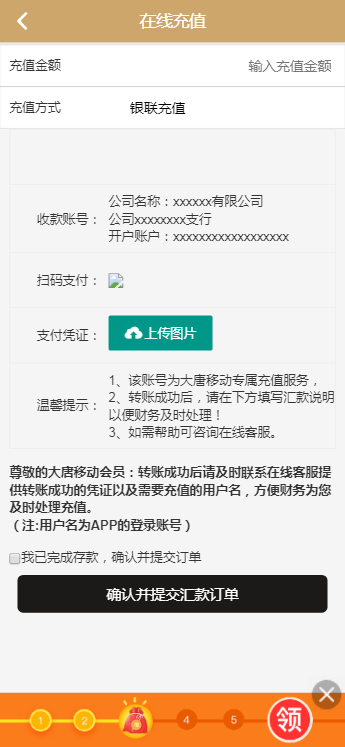 在线充值
充值金额 输入充值金额
充值方式 银联充值
收款账号：
公司名称：xxxxxx有限公司
公司xxxxxxxx支行
开户账户：xxxxxxxxxxxxxxxxxx
扫码支付：
支付凭证： 上传图片
温馨提示：
1、该账号为大唐移动专属充值服务，
2、转账成功后，请在下方填写汇款说明
以便财务及时处理！
3、如需帮助可咨询在线客服。
尊敬的大唐移动会员：转账成功后请及时联系在线客服提
供转账成功的凭证以及需要充值的用户名，方便财务为您
及时处理充值。
（注:用户名为APP的登录账号）
我已完成存款，确认并提交订单
确认并提交汇款订单
1 2 4 5 领